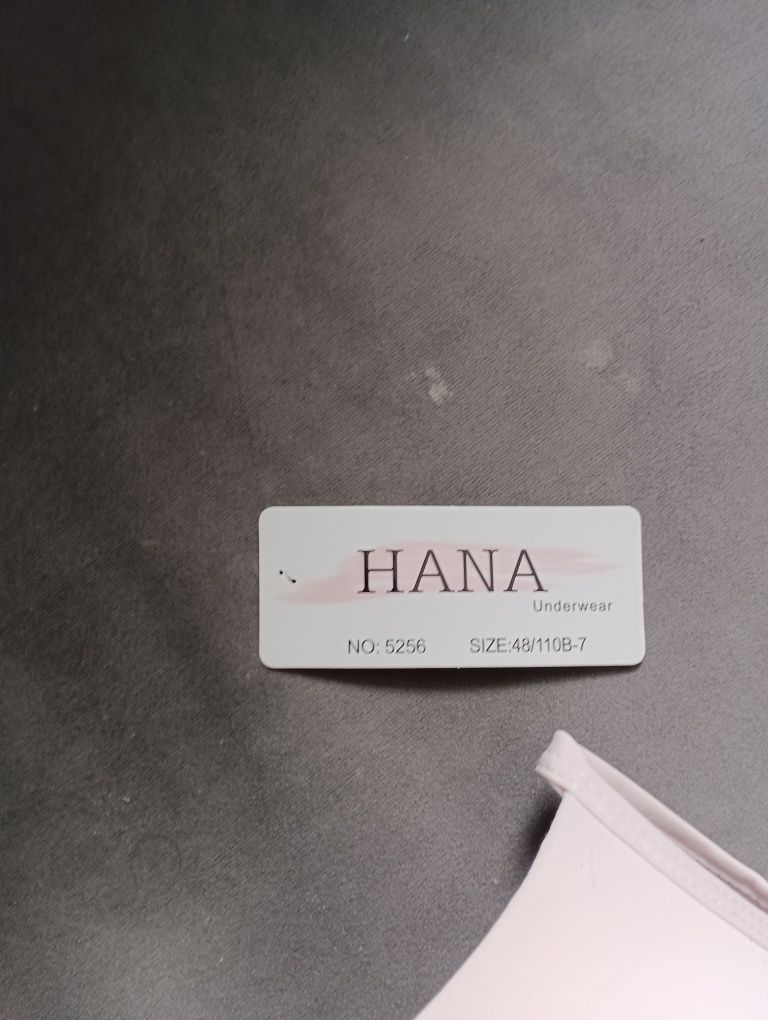 HANA
Underwear
NO: 5256 SIZE:48/110B-7